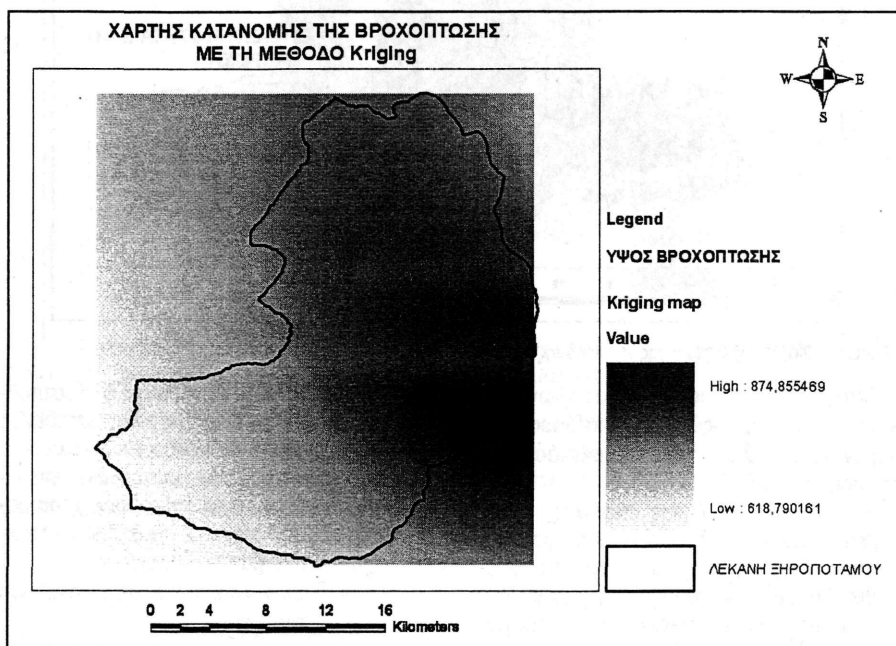 ΧΑΡΤΗΣ ΚΑΤΑΝΟΜΗΣ ΤΗΣ ΒΡΟΧΟΠΤΩΣΗΣ
ΜΕ ΤΗ ΜΕΘΟΔΟ Kriging
N
W E
S
Legend
ΥΨΟΣ ΒΡΟΧΟΠΤΩΣΗΣ
Kriging map
Value
High : 874,855469
Low : 618,790161
ΛΕΚΑΝΗ ΞΗΡΟΠΟΤΑΜΟΥ
0 2 4 8 12 16
Kilometers